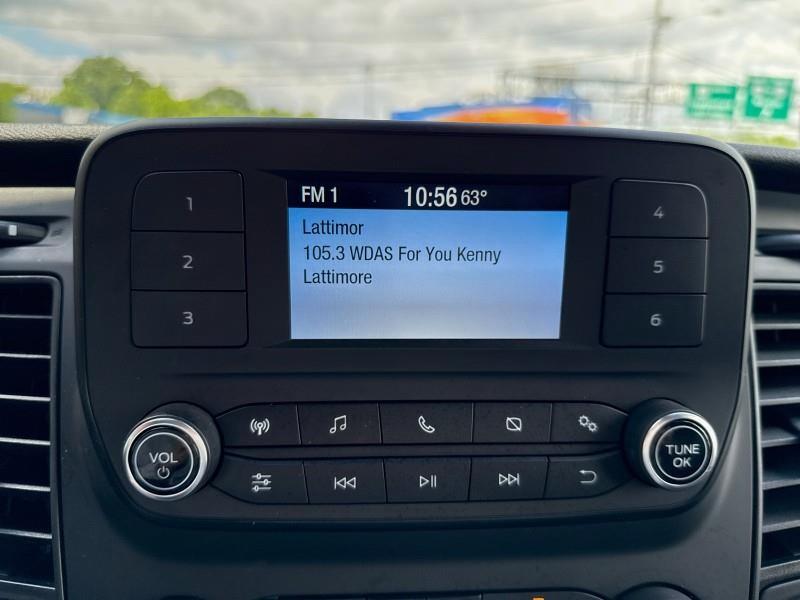 FM 1 10:56 63°
Lattimor
105.3 WDAS For You Kenny
Lattimore
1
2
3
4
5
6
VOL
TUNE
OK